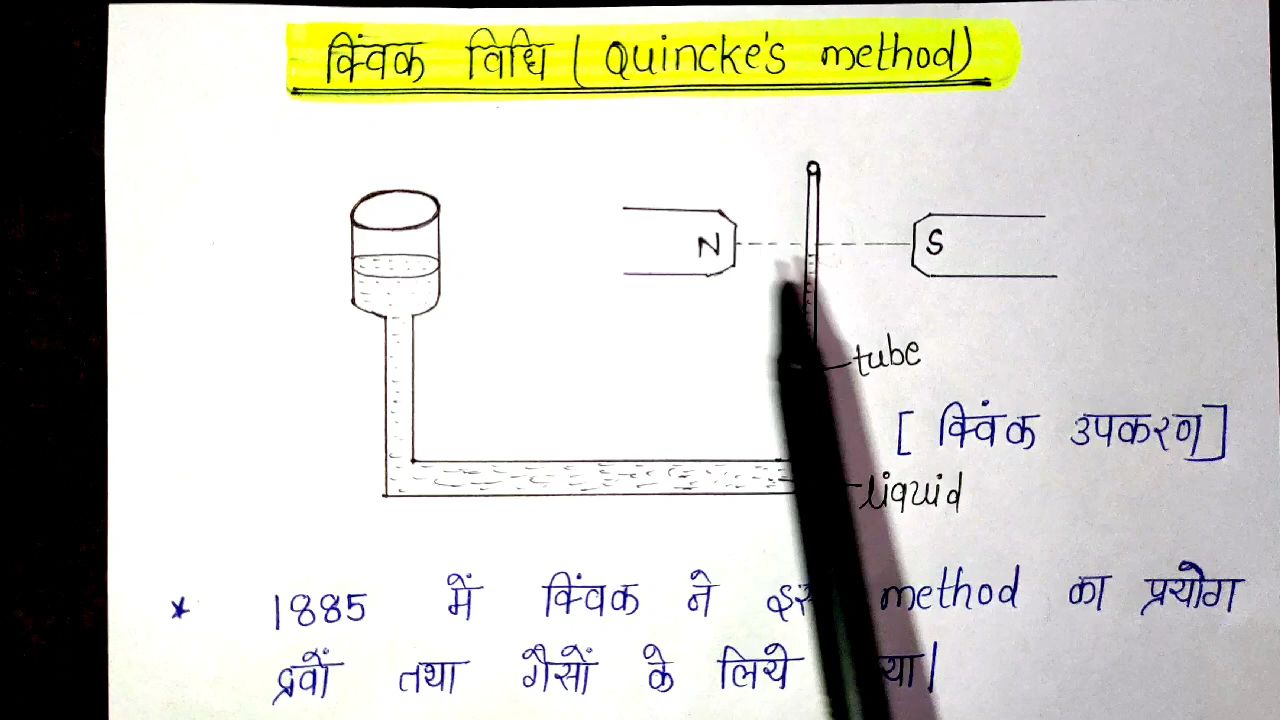 क्विंक विधि ( Quincke's method)
N
S
tube
[ क्विंक उपकरण ]
liquid
* 1885 में क्विंक ने method का प्रयोग
द्रवों तथा गैसों के लिये